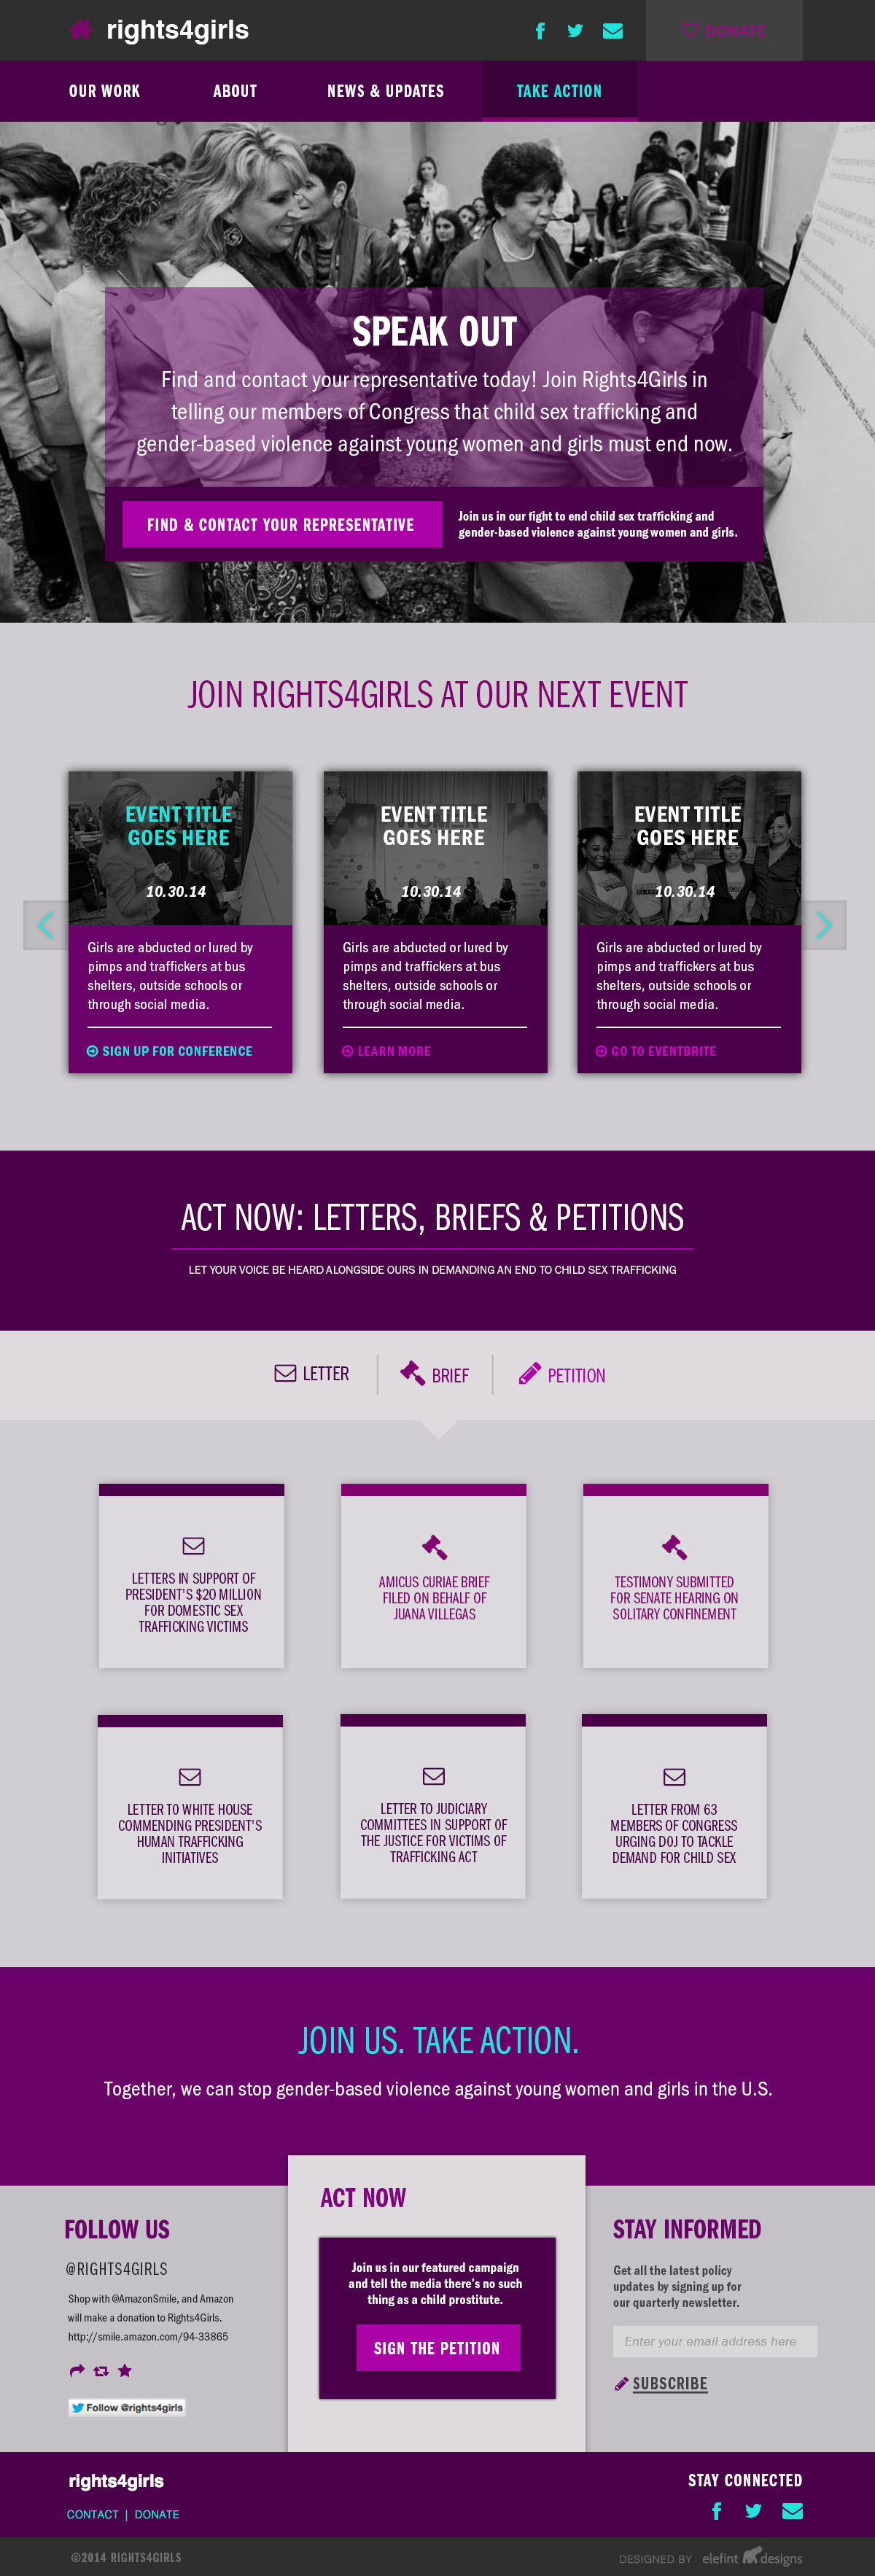 rights4girls
DONATE
OUR WORK
ABOUT
NEWS & UPDATES
TAKE ACTION
SPEAK OUT
Find and contact your representative today! Join Rights4Girls in
telling our members of Congress that child sex trafficking and
gender-based violence against young women and girls must end now.
FIND & CONTACT YOUR REPRESENTATIVE
Join us in our fight to end child sex trafficking and
gender-based violence against young women and girls.
JOIN RIGHTS4GIRLS AT OUR NEXT EVENT
EVENT TITLE
GOES HERE
10.30.14
Girls are abducted or lured by
pimps and traffickers at bus
shelters, outside schools or
through social media.
SIGN UP FOR CONFERENCE
EVENT TITLE
GOES HERE
10.30.14
Girls are abducted or lured by
pimps and traffickers at bus
shelters, outside schools or
through social media.
LEARN MORE
EVENT TITLE
GOES HERE
10.30.14
Girls are abducted or lured by
pimps and traffickers at bus
shelters, outside schools or
through social media.
GO TO EVENTBRITE
ACT NOW: LETTERS, BRIEFS & PETITIONS
LET YOUR VOICE BE HEARD ALONGSIDE OURS IN DEMANDING AN END TO CHILD SEX TRAFFICKING
LETTER
BRIEF
PETITION
LETTERS IN SUPPORT OF
PRESIDENT'S $20 MILLION
FOR DOMESTIC SEX
TRAFFICKING VICTIMS
AMICUS CURIAE BRIEF
FILED ON BEHALF OF
JUANA VILLEGAS
TESTIMONY SUBMITTED
FOR SENATE HEARING ON
SOLITARY CONFINEMENT
LETTER TO WHITE HOUSE
COMMENDING PRESIDENT'S
HUMAN TRAFFICKING
INITIATIVES
LETTER TO JUDICIARY
COMMITTEES IN SUPPORT OF
THE JUSTICE FOR VICTIMS OF
TRAFFICKING ACT
LETTER FROM 63
MEMBERS OF CONGRESS
URGING DOJ TO TACKLE
DEMAND FOR CHILD SEX
JOIN US. TAKE ACTION.
Together, we can stop gender-based violence against young women and girls in the U.S.
FOLLOW US
@RIGHTS4GIRLS
Shop with @AmazonSmile, and Amazon
will make a donation to Rights4Girls.
http://smile.amazon.com/94-33865
Follow @rights4girls
ACT NOW
Join us in our featured campaign
and tell the media there's no such
thing as a child prostitute.
SIGN THE PETITION
STAY INFORMED
Get all the latest policy
updates by signing up for
our quarterly newsletter.
Enter your email address here
SUBSCRIBE
rights4girls
CONTACT | DONATE
STAY CONNECTED
©2014 RIGHTS4GIRLS
DESIGNED BY elefint designs